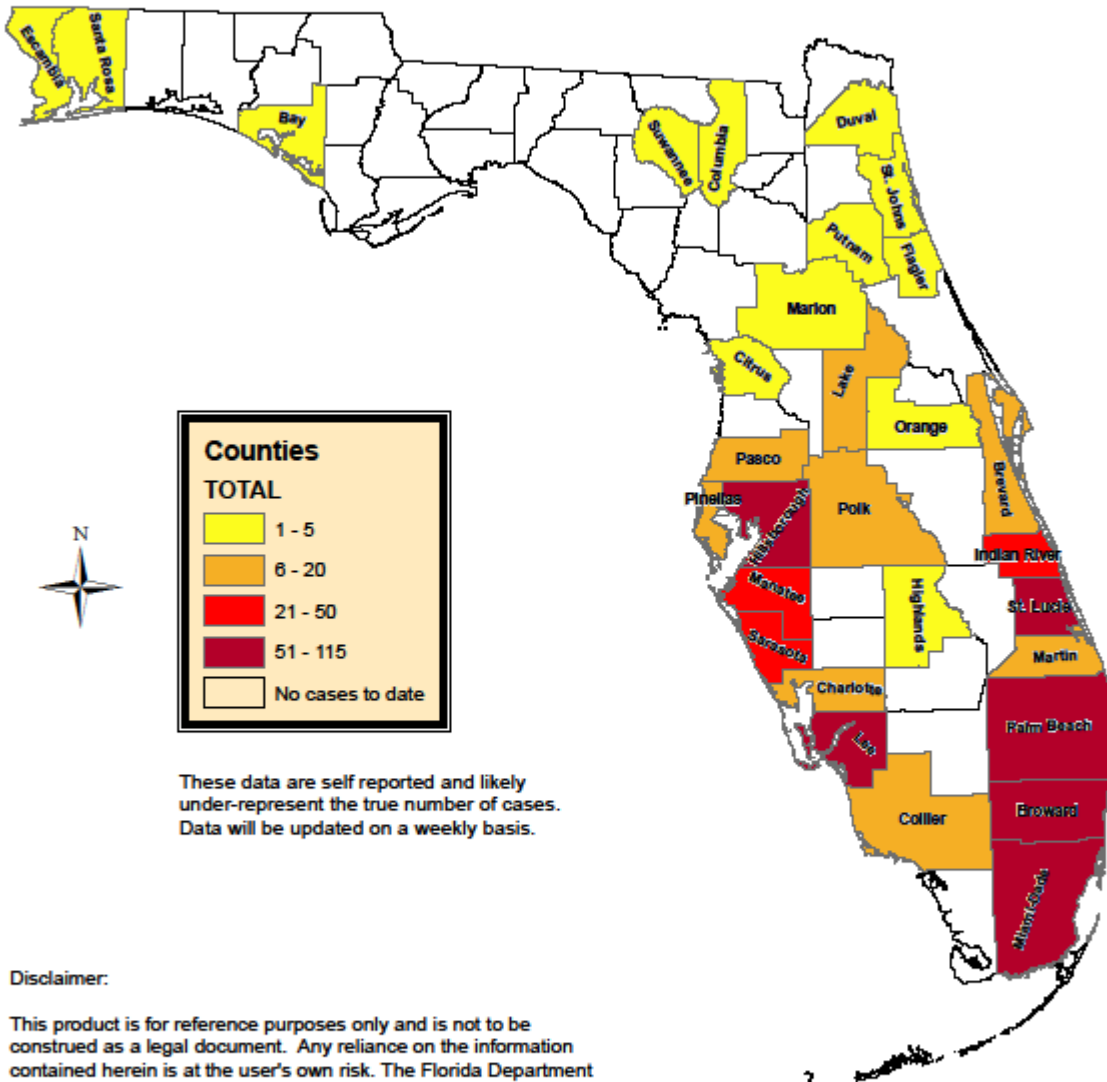 Escambia
Santa Rosa
Bay
Suwannee
Columbia
Duval
St. Johns
Putnam
Flagler
Marion
Citrus
Lake
Orange
Pasco
Pinellas
Hillsborough
Polk
Brevard
Indian River
Manatee
Highlands
St. Lucie
Sarasota
Martin
Charlotte
Lee
Palm Beach
Collier
Broward
Miami-Dade
Counties
TOTAL
1 - 5
6 - 20
21 - 50
51 - 115
No cases to date
N
These data are self reported and likely
under-represent the true number of cases.
Data will be updated on a weekly basis.
Disclaimer:
This product is for reference purposes only and is not to be
construed as a legal document. Any reliance on the information
contained herein is at the user's own risk. The Florida Department